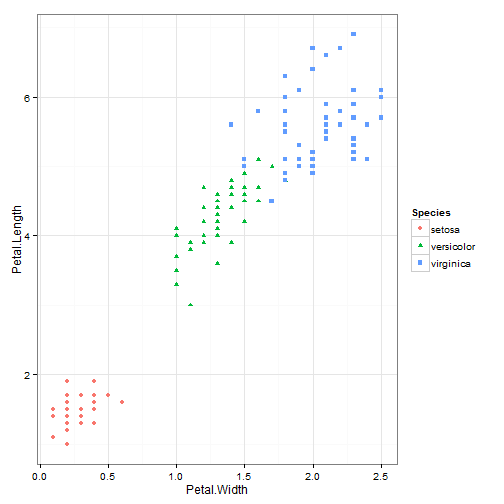 6
4
2
Petal.Length
0.0 0.5 1.0 1.5 2.0 2.5
Petal.Width
Species
setosa
versicolor
virginica